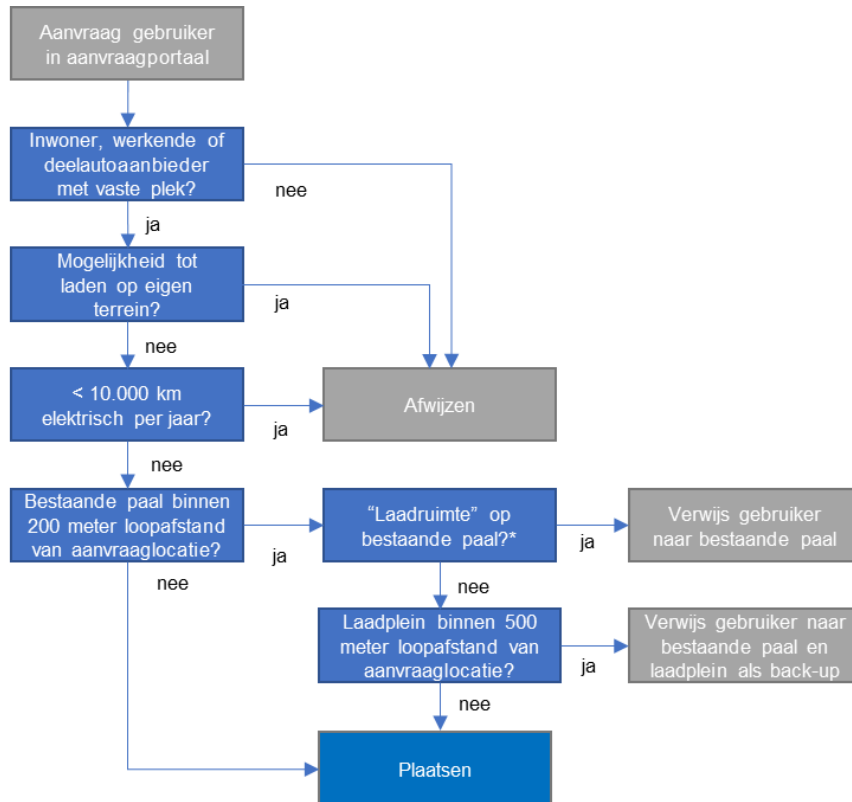 Aanvraag gebruiker
in aanvraagportaal
Inwoner, werkende of
deelautoaanbieder
met vaste plek?
nee
ja
Mogelijkheid tot
laden op eigen
terrein?
ja
nee
< 10.000 km
elektrisch per jaar?
ja
Afwijzen
nee
Bestaande paal binnen
200 meter loopafstand
van aanvraaglocatie?
ja
“Laadruimte” op
bestaande paal?*
ja
Verwijs gebruiker
naar bestaande paal
nee
nee
Laadplein binnen 500
meter loopafstand van
aanvraaglocatie?
ja
Verwijs gebruiker naar
bestaande paal en
laadplein als back-up
nee
Plaatsen